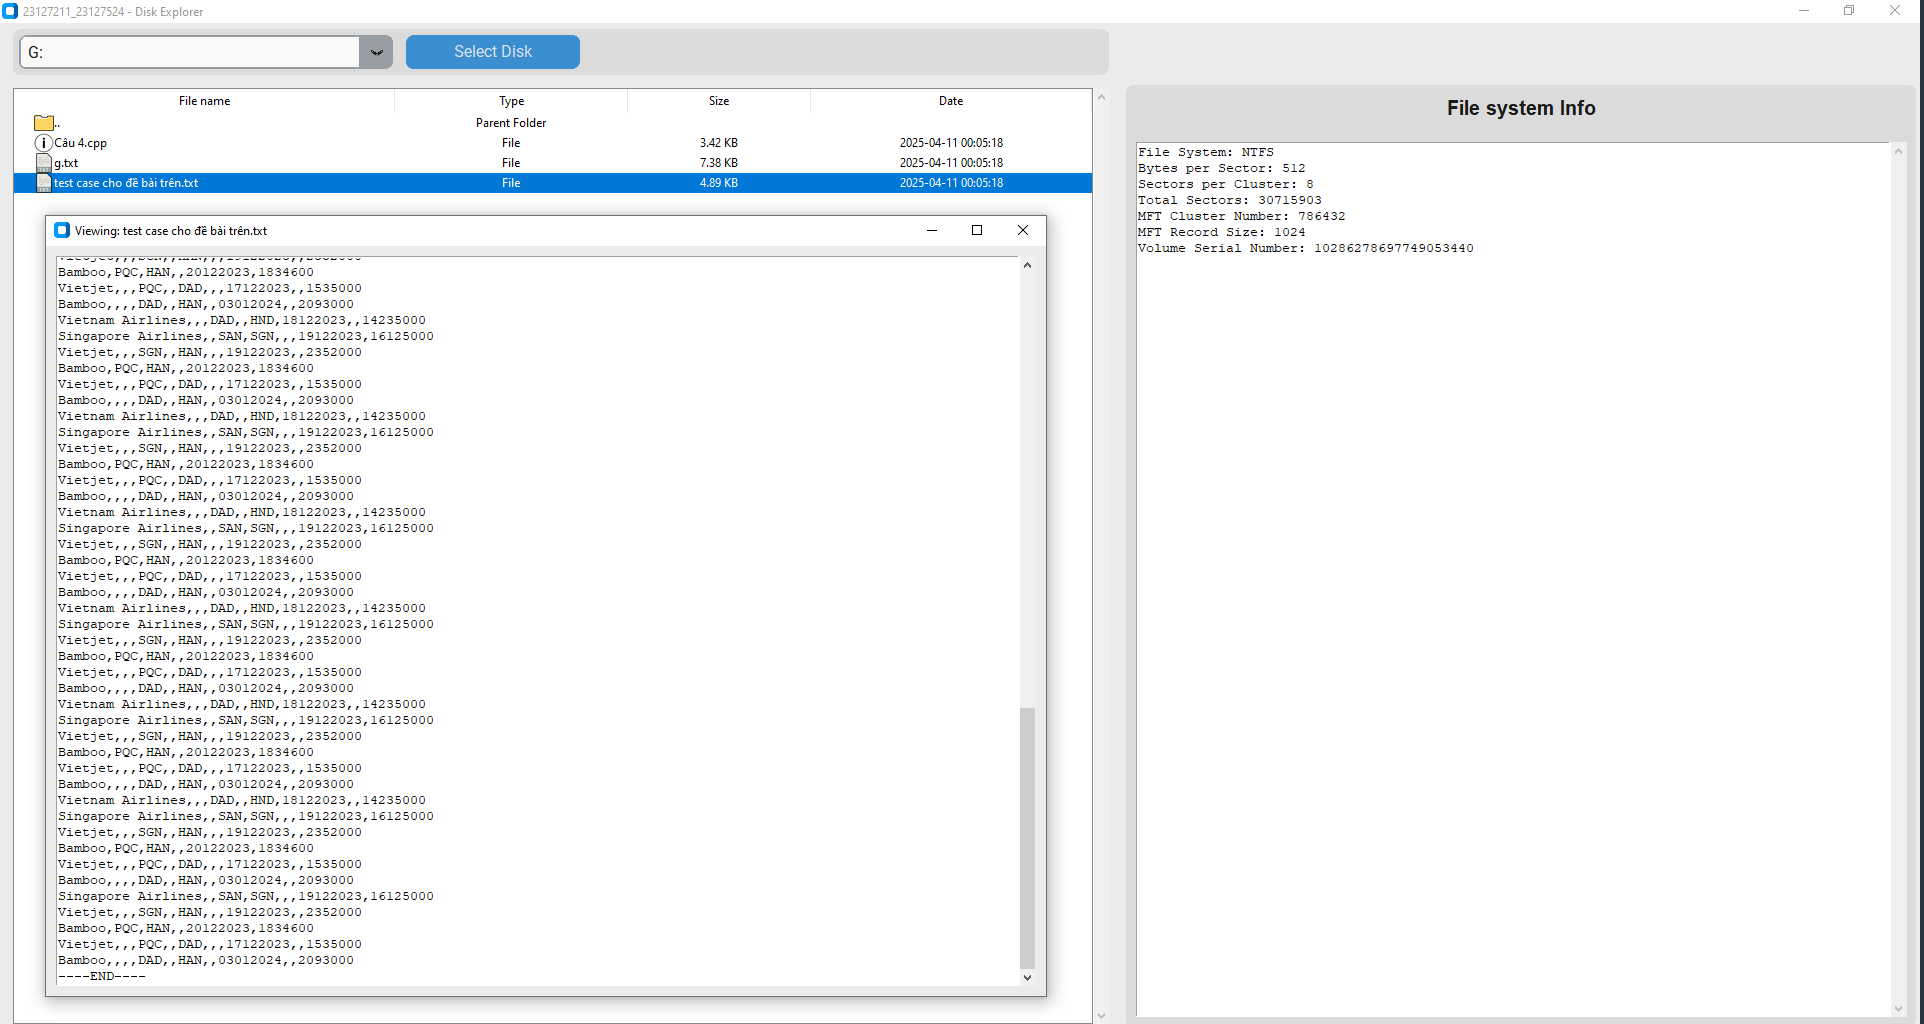 23127211_23127524 - Disk Explorer
G:
Select Disk
File name Type Size Date
.. Parent Folder
Câu 4.cpp File 3.42 KB 2025-04-11 00:05:18
g.txt File 7.38 KB 2025-04-11 00:05:18
test case cho đề bài trên.txt File 4.89 KB 2025-04-11 00:05:18
Viewing: test case cho đề bài trên.txt
Vietjet,,,SGN,,HAN,,,19122023,,2352000
Bamboo,PQC,HAN,,20122023,1834600
Vietjet,,,PQC,,DAD,,,17122023,,1535000
Bamboo,,,,DAD,,HAN,,03012024,,2093000
Vietnam Airlines,,,DAD,,HND,18122023,,14235000
Singapore Airlines,,SAN,SGN,,,19122023,16125000
Vietjet,,,SGN,,HAN,,,19122023,,2352000
Bamboo,PQC,HAN,,20122023,1834600
Vietjet,,,PQC,,DAD,,,17122023,,1535000
Bamboo,,,,DAD,,HAN,,03012024,,2093000
Vietnam Airlines,,,DAD,,HND,18122023,,14235000
Singapore Airlines,,SAN,SGN,,,19122023,16125000
Vietjet,,,SGN,,HAN,,,19122023,,2352000
Bamboo,PQC,HAN,,20122023,1834600
Vietjet,,,PQC,,DAD,,,17122023,,1535000
Bamboo,,,,DAD,,HAN,,03012024,,2093000
Vietnam Airlines,,,DAD,,HND,18122023,,14235000
Singapore Airlines,,SAN,SGN,,,19122023,16125000
Vietjet,,,SGN,,HAN,,,19122023,,2352000
Bamboo,PQC,HAN,,20122023,1834600
Vietjet,,,PQC,,DAD,,,17122023,,1535000
Bamboo,,,,DAD,,HAN,,03012024,,2093000
Vietnam Airlines,,,DAD,,HND,18122023,,14235000
Singapore Airlines,,SAN,SGN,,,19122023,16125000
Vietjet,,,SGN,,HAN,,,19122023,,2352000
Bamboo,PQC,HAN,,20122023,1834600
Vietjet,,,PQC,,DAD,,,17122023,,1535000
Bamboo,,,,DAD,,HAN,,03012024,,2093000
Vietnam Airlines,,,DAD,,HND,18122023,,14235000
Singapore Airlines,,SAN,SGN,,,19122023,16125000
Vietjet,,,SGN,,HAN,,,19122023,,2352000
Bamboo,PQC,HAN,,20122023,1834600
Vietjet,,,PQC,,DAD,,,17122023,,1535000
Bamboo,,,,DAD,,HAN,,03012024,,2093000
Vietnam Airlines,,,DAD,,HND,18122023,,14235000
Singapore Airlines,,SAN,SGN,,,19122023,16125000
Vietjet,,,SGN,,HAN,,,19122023,,2352000
Bamboo,PQC,HAN,,20122023,1834600
Vietjet,,,PQC,,DAD,,,17122023,,1535000
Bamboo,,,,DAD,,HAN,,03012024,,2093000
Singapore Airlines,,SAN,SGN,,,19122023,16125000
Vietjet,,,SGN,,HAN,,,19122023,,2352000
Bamboo,PQC,HAN,,20122023,1834600
Vietjet,,,PQC,,DAD,,,17122023,,1535000
Bamboo,,,,DAD,,HAN,,03012024,,2093000
----END----
File system Info
File System: NTFS
Bytes per Sector: 512
Sectors per Cluster: 8
Total Sectors: 30715903
MFT Cluster Number: 786432
MFT Record Size: 1024
Volume Serial Number: 10286278697749053440